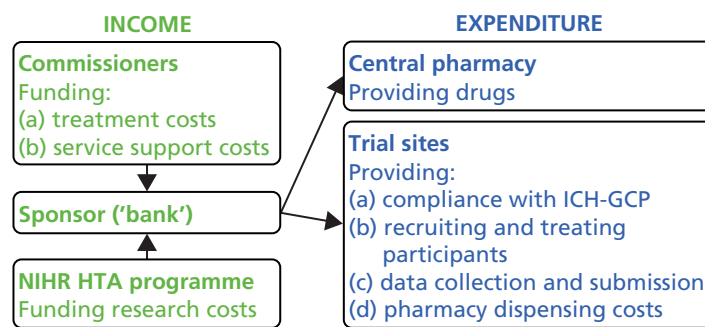 INCOME
Commissioners
Funding:
(a) treatment costs
(b) service support costs
Sponsor ('bank')
NIHR HTA programme
Funding research costs
EXPENDITURE
Central pharmacy
Providing drugs
Trial sites
Providing:
(a) compliance with ICH-GCP
(b) recruiting and treating
participants
(c) data collection and submission
(d) pharmacy dispensing costs